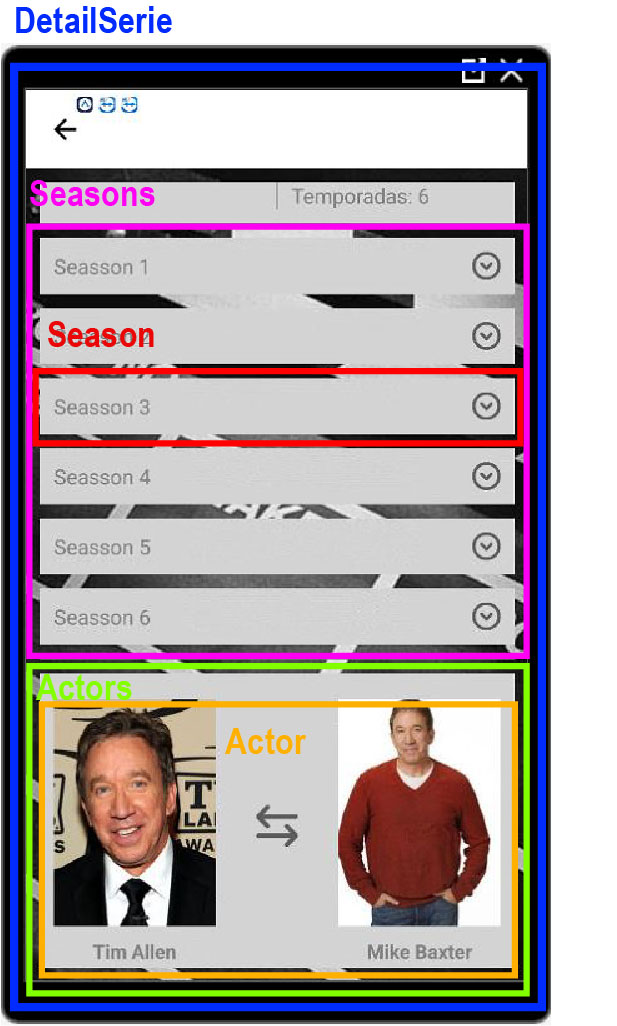 DetailSerie
Seasons
Temporadas: 6
Seasson 1
Season
Seasson 3
Seasson 4
Seasson 5
Seasson 6
Actors
Actor
Tim Allen
Mike Baxter